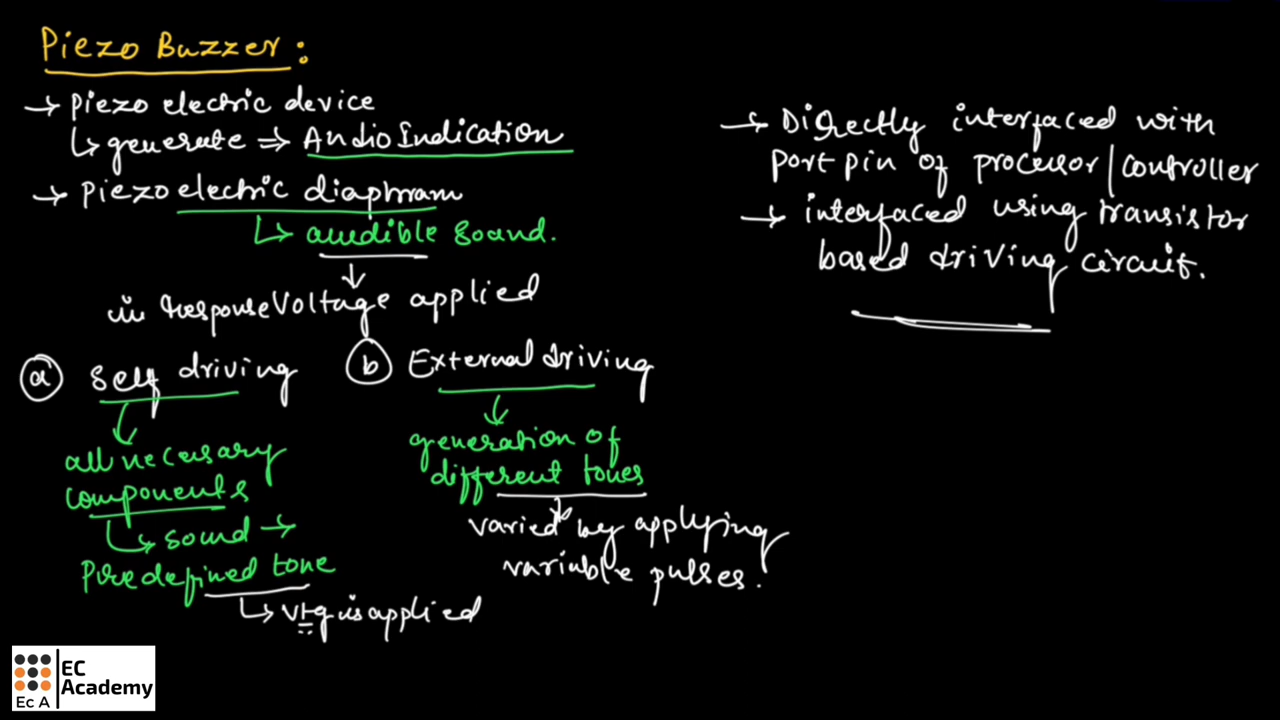 Piezo Buzzer:
→ Piezo electric device
↳ generate ⇒ Audio Indication
→ Piezo electric diaphram
↳ audible sound.
↓
in response Voltage applied
(a) Self driving
↓
all necessary
components
↳ sound →
Predefined tone
↳ vtg is applied
(b) External driving
↓
generation of
different tones
↓
varied by applying
variable pulses.
→ Directly interfaced with
port pin of procesor/controller
→ interfaced using transistor
based driving circuit.
EC
Academy
Ec A